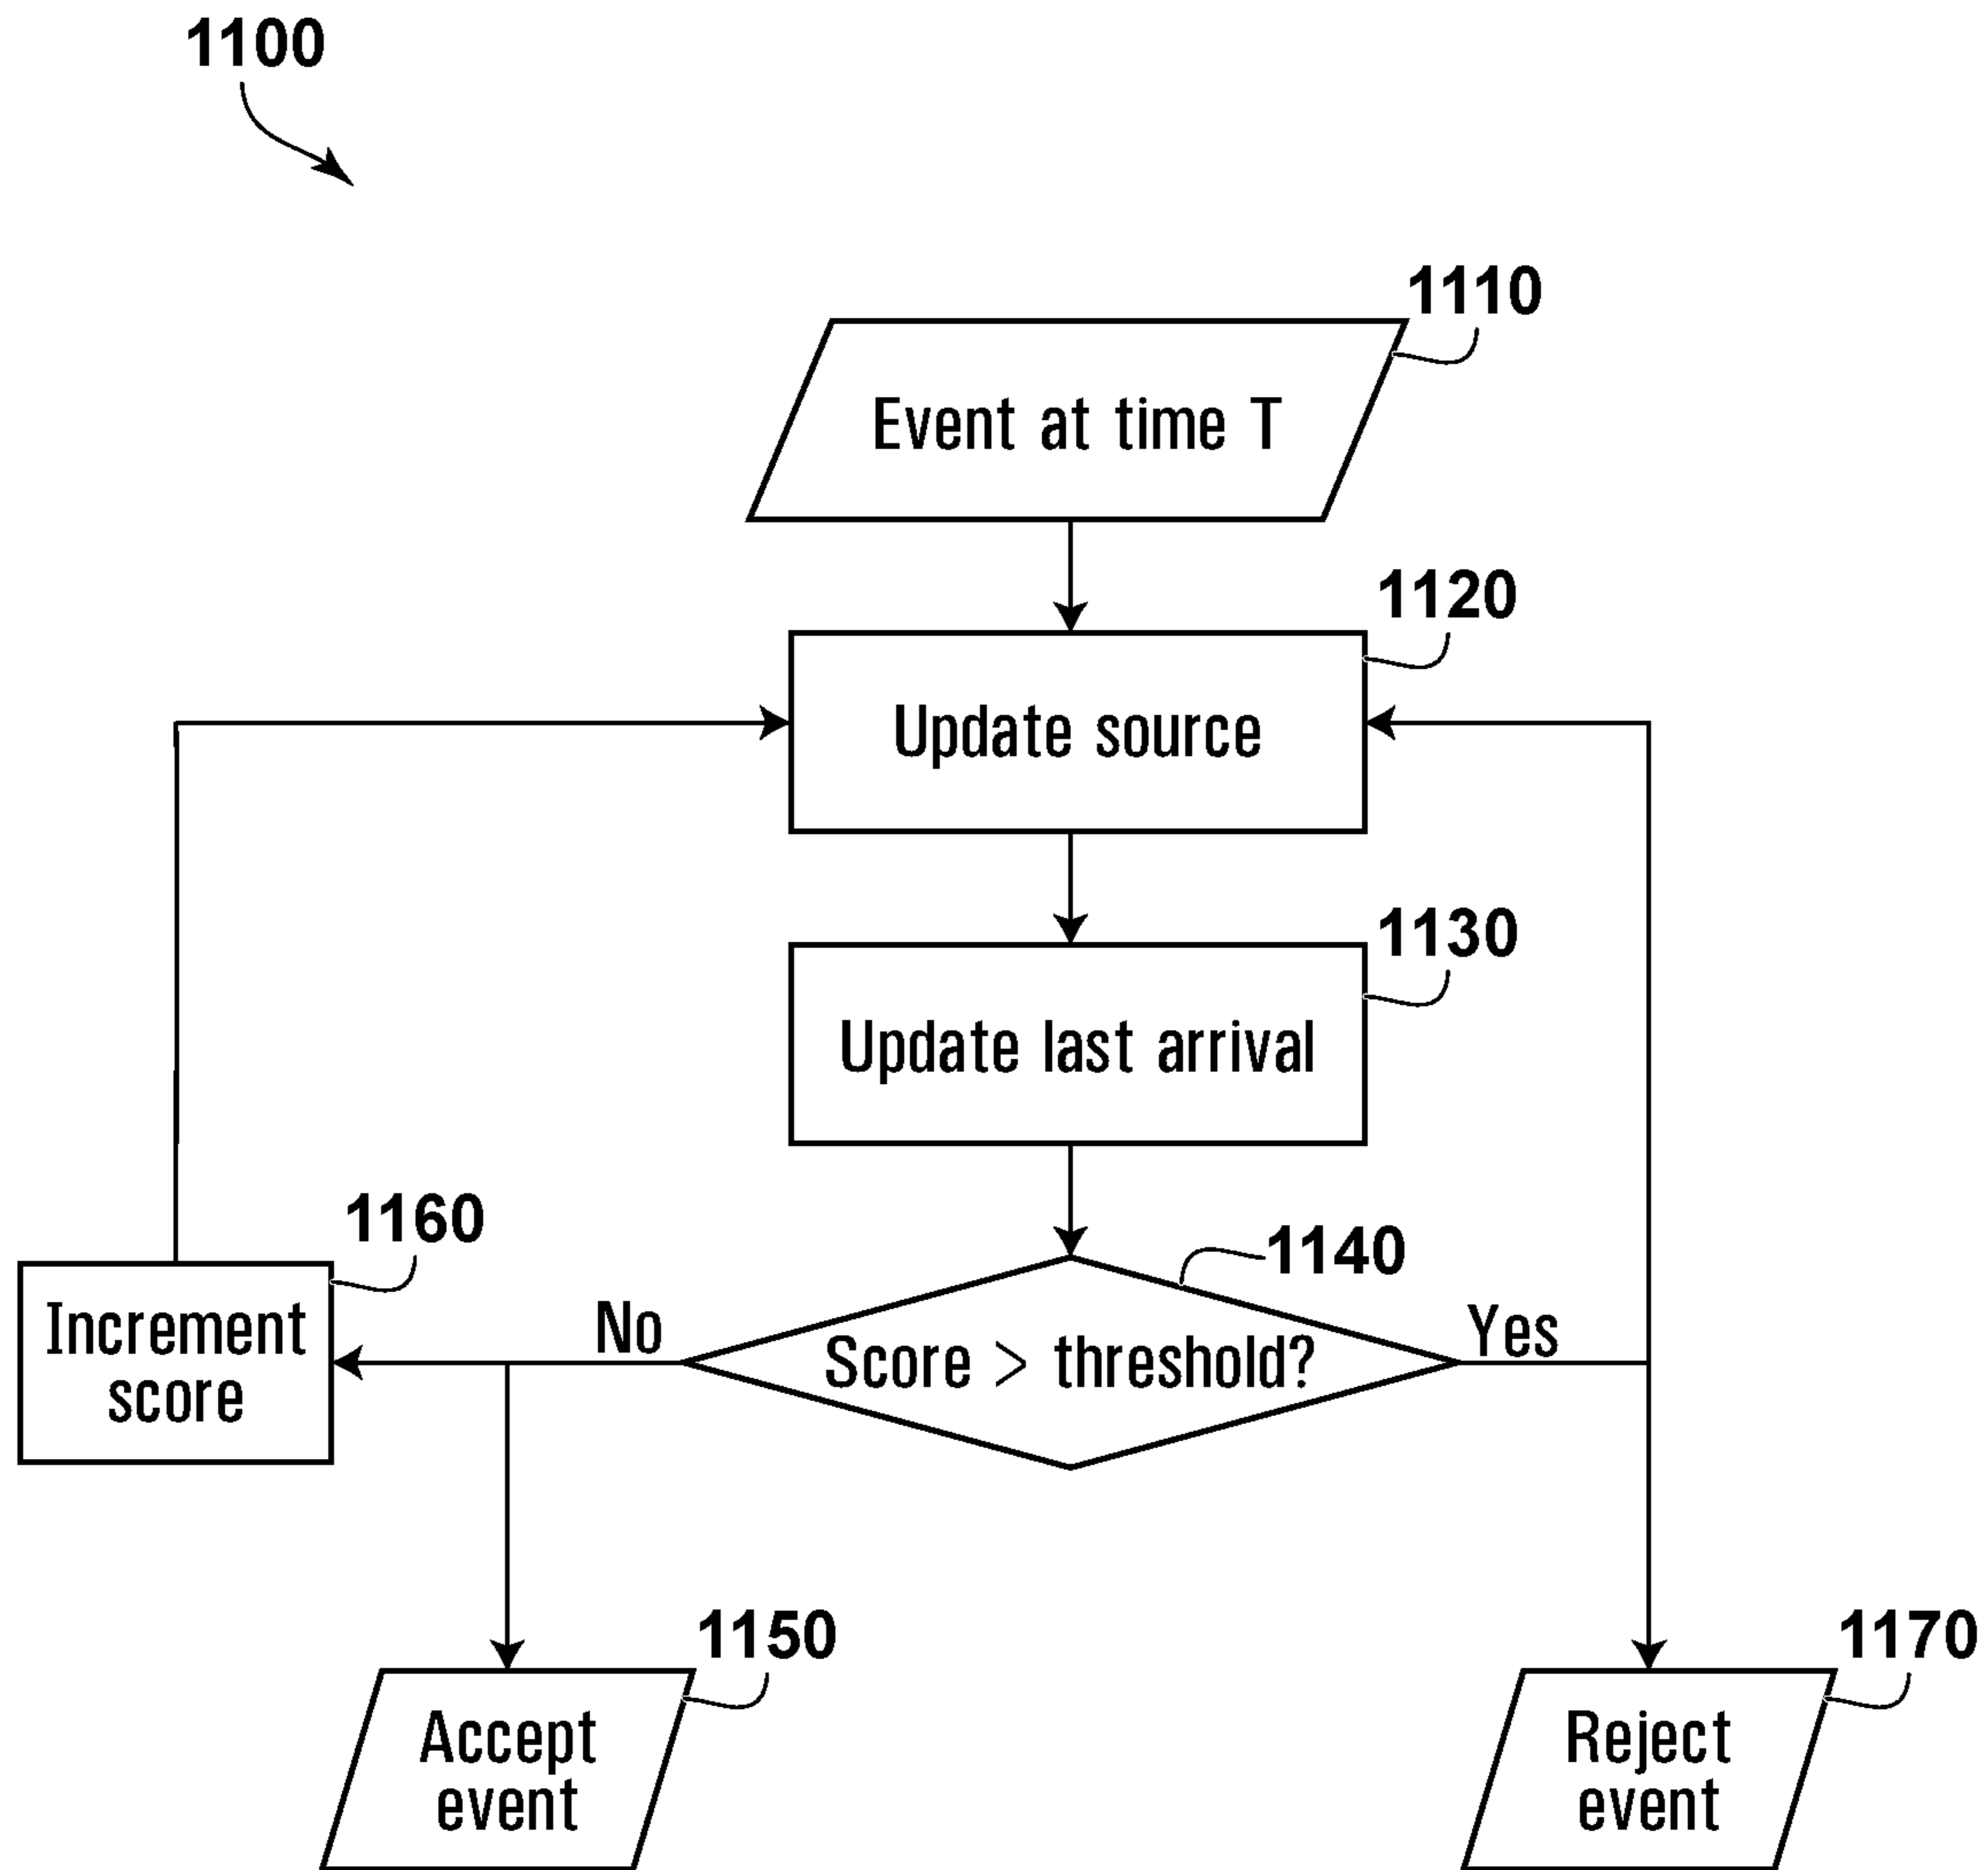 1100
1110
Event at time T
1120
Update source
1130
Update last arrival
1160
1140
Increment
score
No
Score > threshold?
Yes
1150
1170
Accept
event
Reject
event